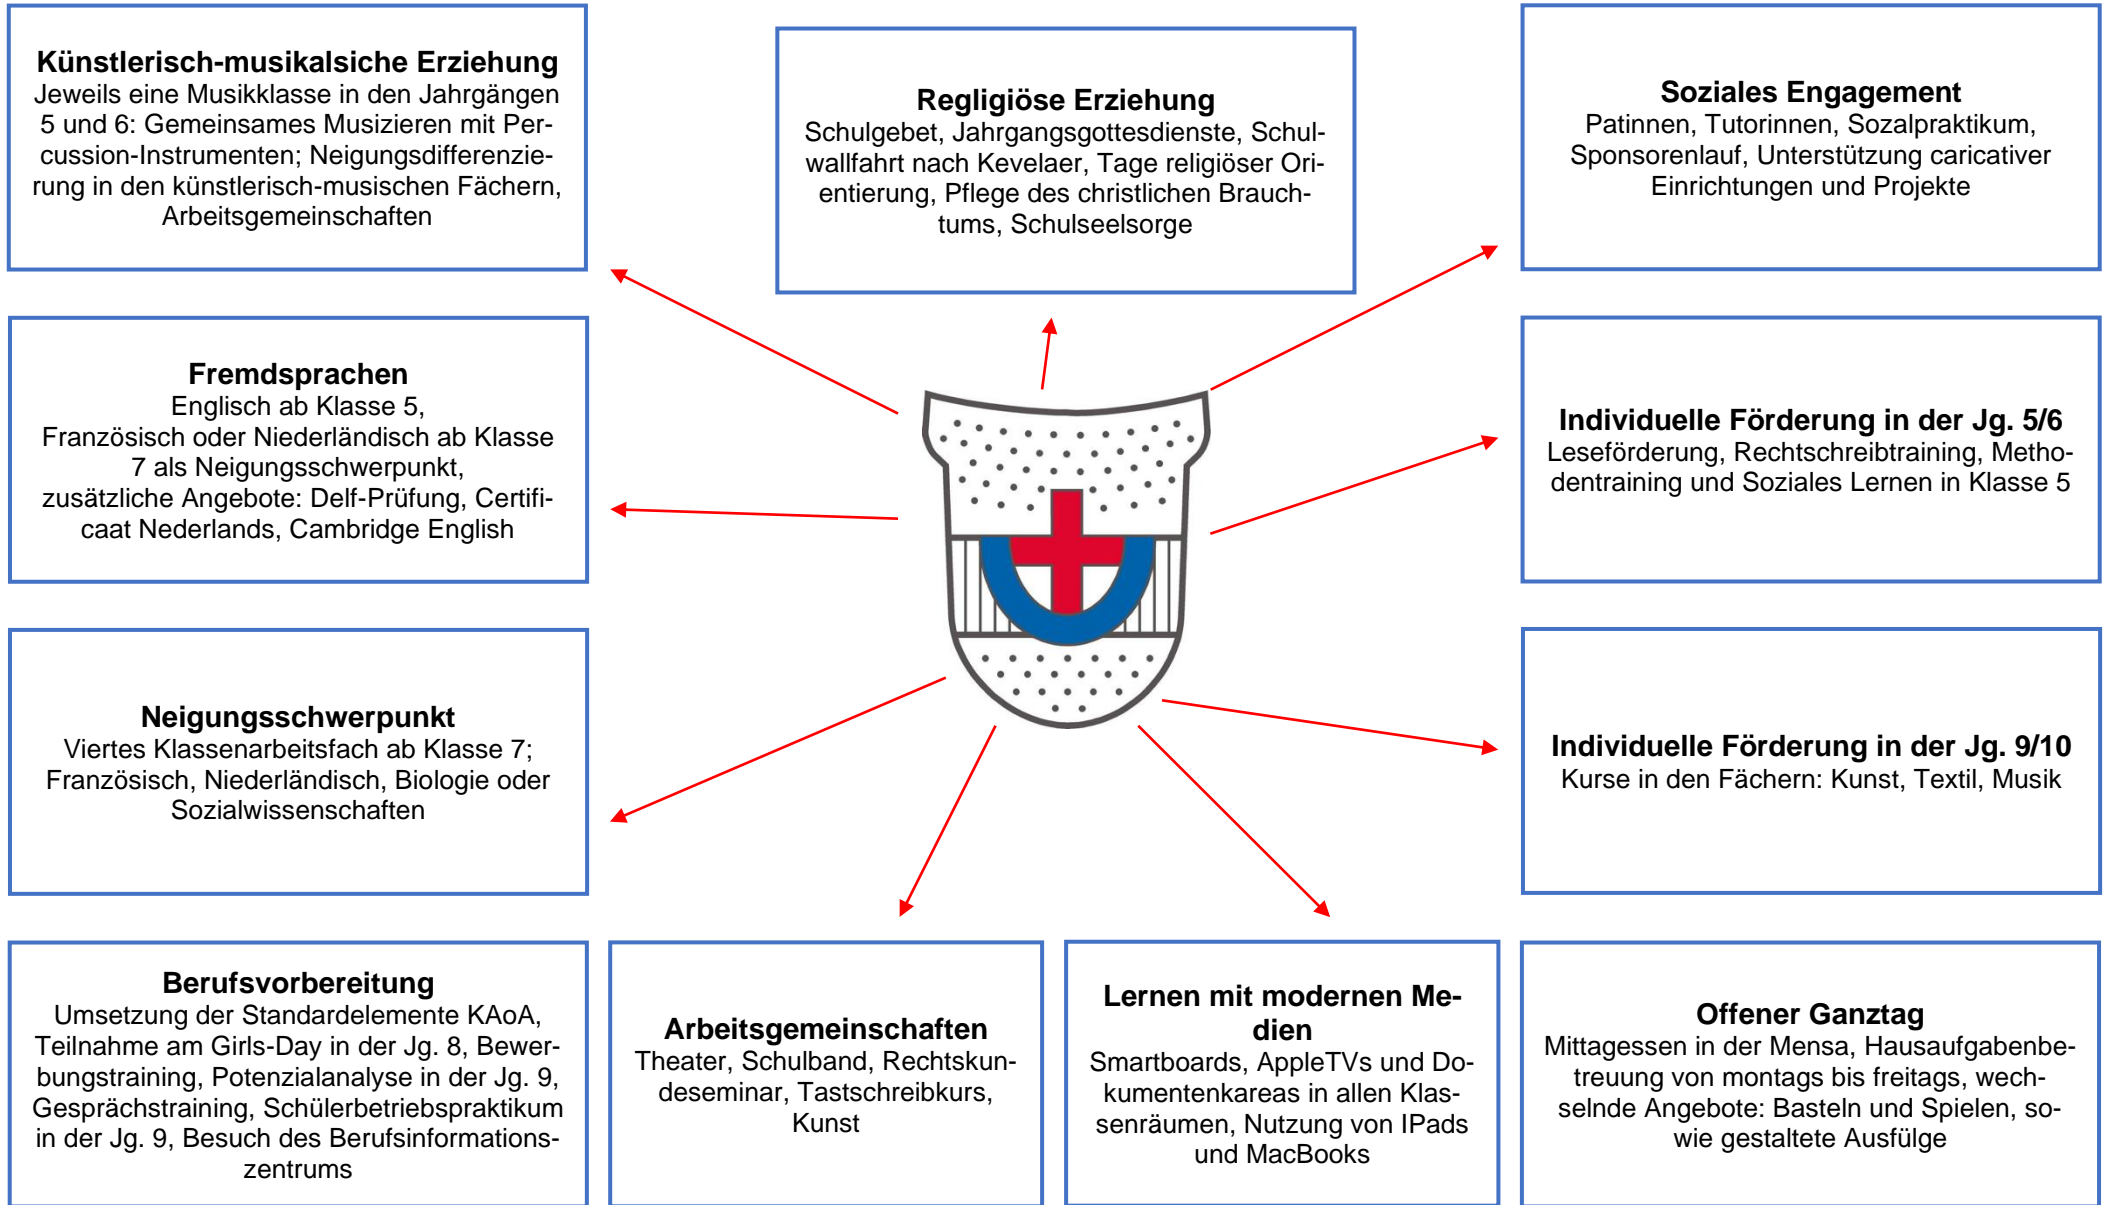 Künstlerisch-musikalsiche Erziehung
Jeweils eine Musikklasse in den Jahrgängen
5 und 6: Gemeinsames Musizieren mit Per-
cussion-Instrumenten; Neigungsdifferenzie-
rung in den künstlerisch-musischen Fächern,
Arbeitsgemeinschaften
Regligiöse Erziehung
Schulgebet, Jahrgangsgottesdienste, Schul-
wallfahrt nach Kevelaer, Tage religiöser Ori-
entierung, Pflege des christlichen Brauch-
tums, Schulseelsorge
Soziales Engagement
Patinnen, Tutorinnen, Sozalpraktikum,
Sponsorenlauf, Unterstützung caricativer
Einrichtungen und Projekte
Fremdsprachen
Englisch ab Klasse 5,
Französisch oder Niederländisch ab Klasse
7 als Neigungsschwerpunkt,
zusätzliche Angebote: Delf-Prüfung, Certifi-
caat Nederlands, Cambridge English
Individuelle Förderung in der Jg. 5/6
Leseförderung, Rechtschreibtraining, Metho-
dentraining und Soziales Lernen in Klasse 5
Neigungsschwerpunkt
Viertes Klassenarbeitsfach ab Klasse 7;
Französisch, Niederländisch, Biologie oder
Sozialwissenschaften
Individuelle Förderung in der Jg. 9/10
Kurse in den Fächern: Kunst, Textil, Musik
Berufsvorbereitung
Umsetzung der Standardelemente KAoA,
Teilnahme am Girls-Day in der Jg. 8, Bewer-
bungstraining, Potenzialanalyse in der Jg. 9,
Gesprächstraining, Schülerbetriebspraktikum
in der Jg. 9, Besuch des Berufsinformations-
zentrums
Arbeitsgemeinschaften
Theater, Schulband, Rechtskun-
deseminar, Tastschreibkurs,
Kunst
Lernen mit modernen Me-
dien
Smartboards, AppleTVs und Do-
kumentenkareas in allen Klas-
senräumen, Nutzung von IPads
und MacBooks
Offener Ganztag
Mittagessen in der Mensa, Hausaufgabenbe-
treuung von montags bis freitags, wech-
selnde Angebote: Basteln und Spielen, so-
wie gestaltete Ausfülge